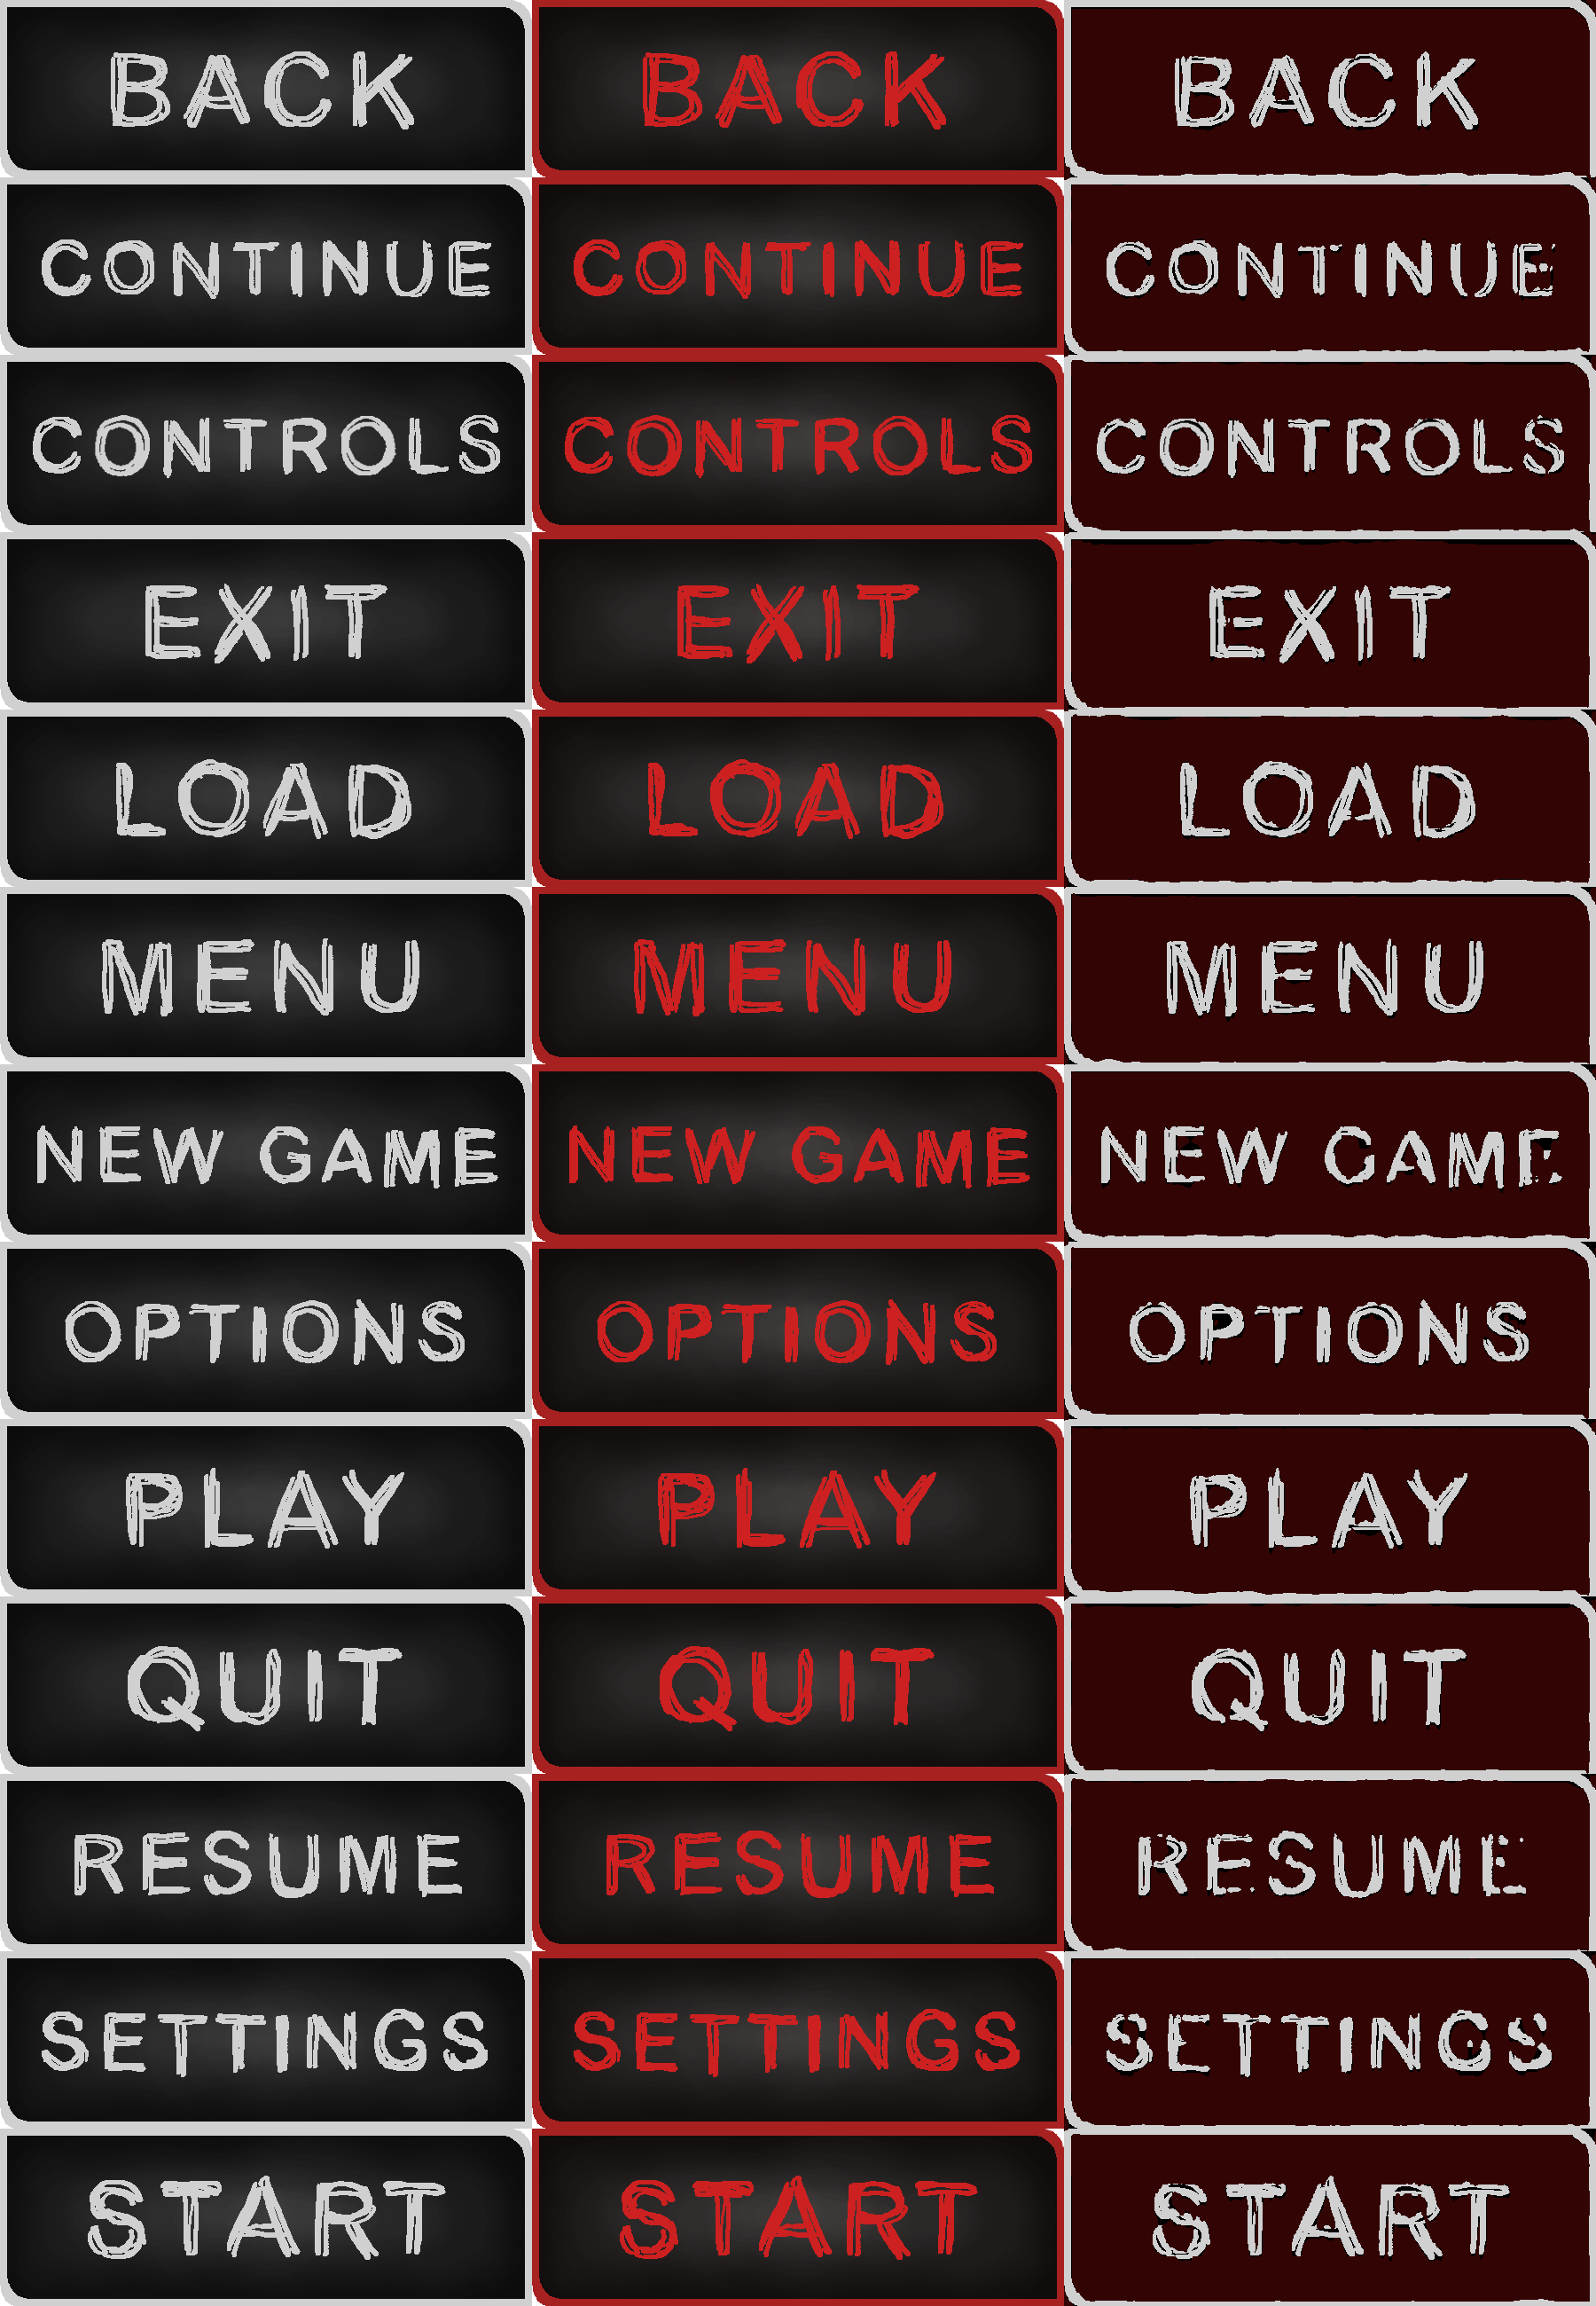 BACK BACK BACK
CONTINUE CONTINUE CONTINUE
CONTROLS CONTROLS CONTROLS
EXIT EXIT EXIT
LOAD LOAD LOAD
MENU MENU MENU
NEW GAME NEW GAME NEW GAME
OPTIONS OPTIONS OPTIONS
PLAY PLAY PLAY
QUIT QUIT QUIT
RESUME RESUME RESUME
SETTINGS SETTINGS SETTINGS
START START START